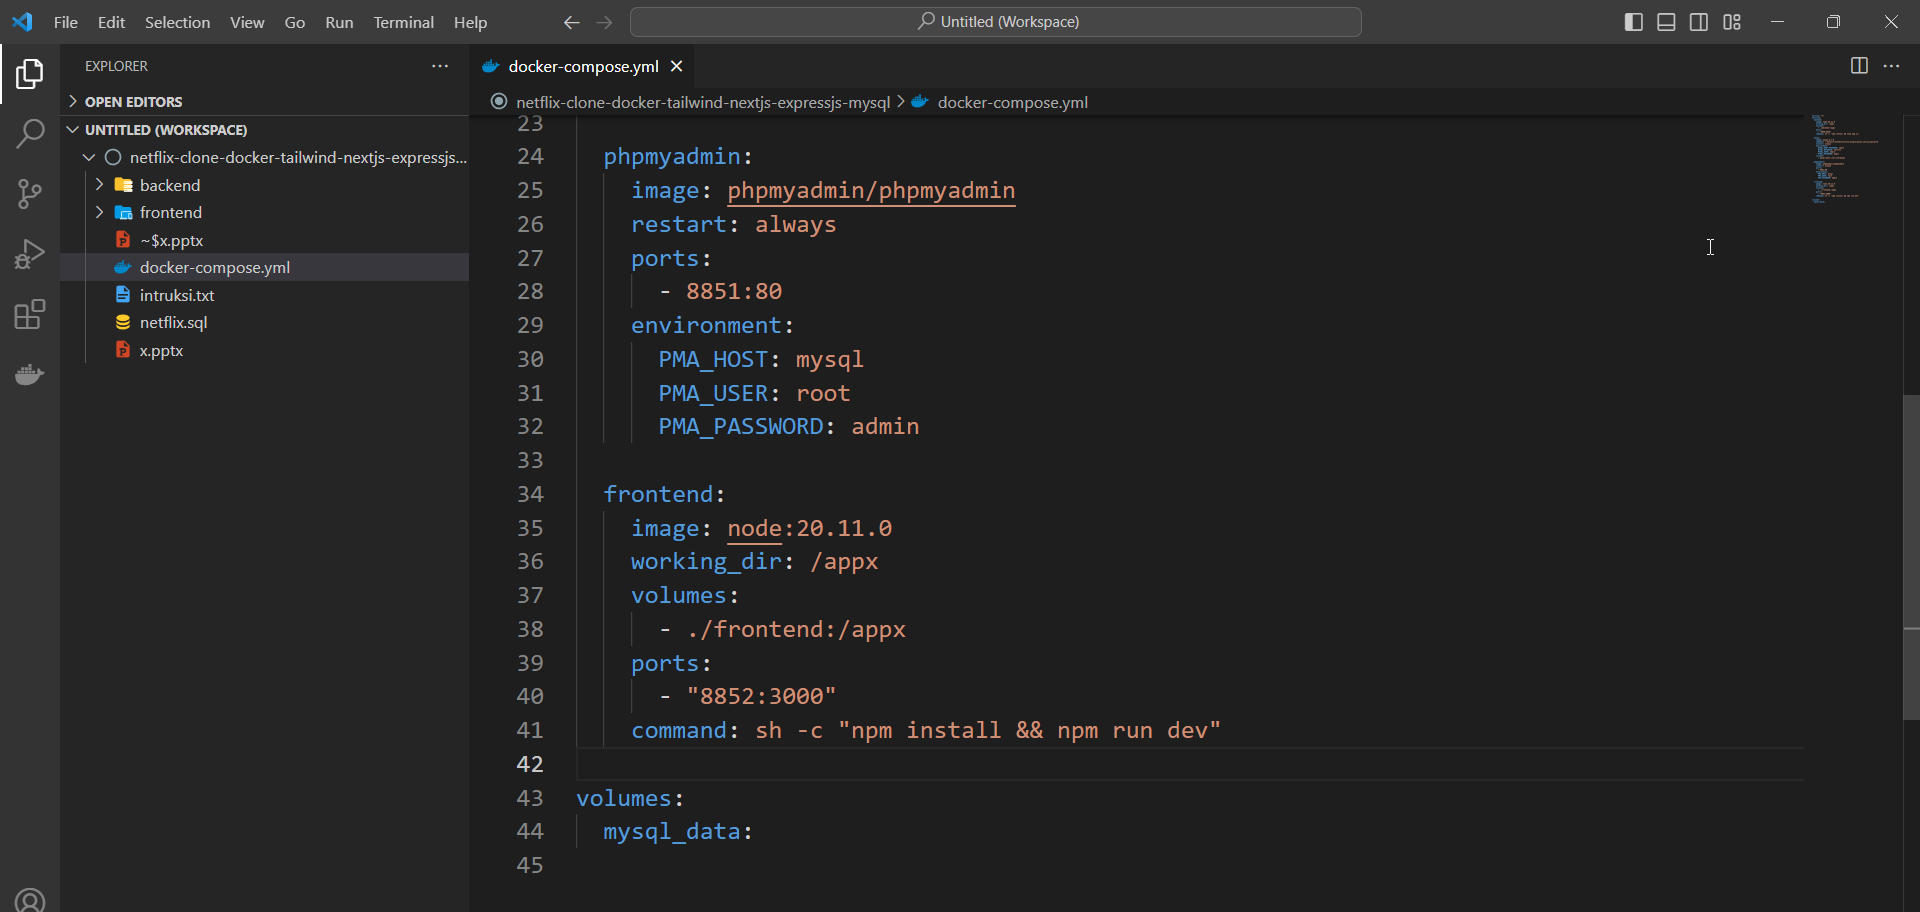 File Edit Selection View Go Run Terminal Help
Untitled (Workspace)
EXPLORER
OPEN EDITORS
UNTITLED (WORKSPACE)
netflix-clone-docker-tailwind-nextjs-expressjs...
backend
frontend
~$x.pptx
docker-compose.yml
intruksi.txt
netflix.sql
x.pptx
docker-compose.yml
netflix-clone-docker-tailwind-nextjs-expressjs-mysql > docker-compose.yml
23
24 phpmyadmin:
25 image: phpmyadmin/phpmyadmin
26 restart: always
27 ports:
28 - 8851:80
29 environment:
30 PMA_HOST: mysql
31 PMA_USER: root
32 PMA_PASSWORD: admin
33
34 frontend:
35 image: node:20.11.0
36 working_dir: /appx
37 volumes:
38 - ./frontend:/appx
39 ports:
40 - "8852:3000"
41 command: sh -c "npm install && npm run dev"
42
43 volumes:
44 mysql_data:
45